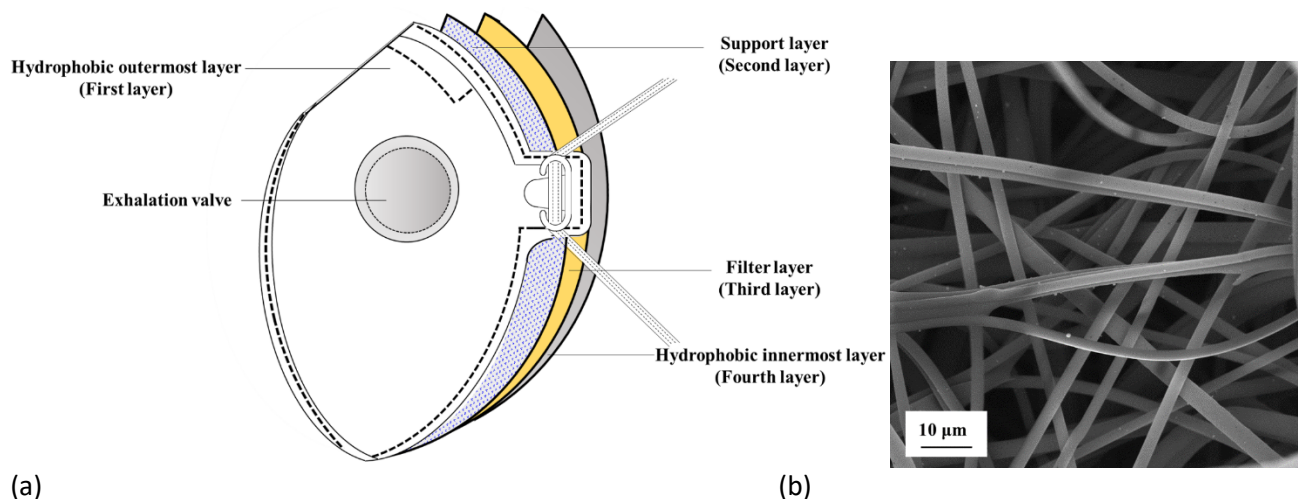 Hydrophobic outermost layer
(First layer)
Exhalation valve
Support layer
(Second layer)
Filter layer
(Third layer)
Hydrophobic innermost layer
(Fourth layer)
10 µm
(a)
(b)